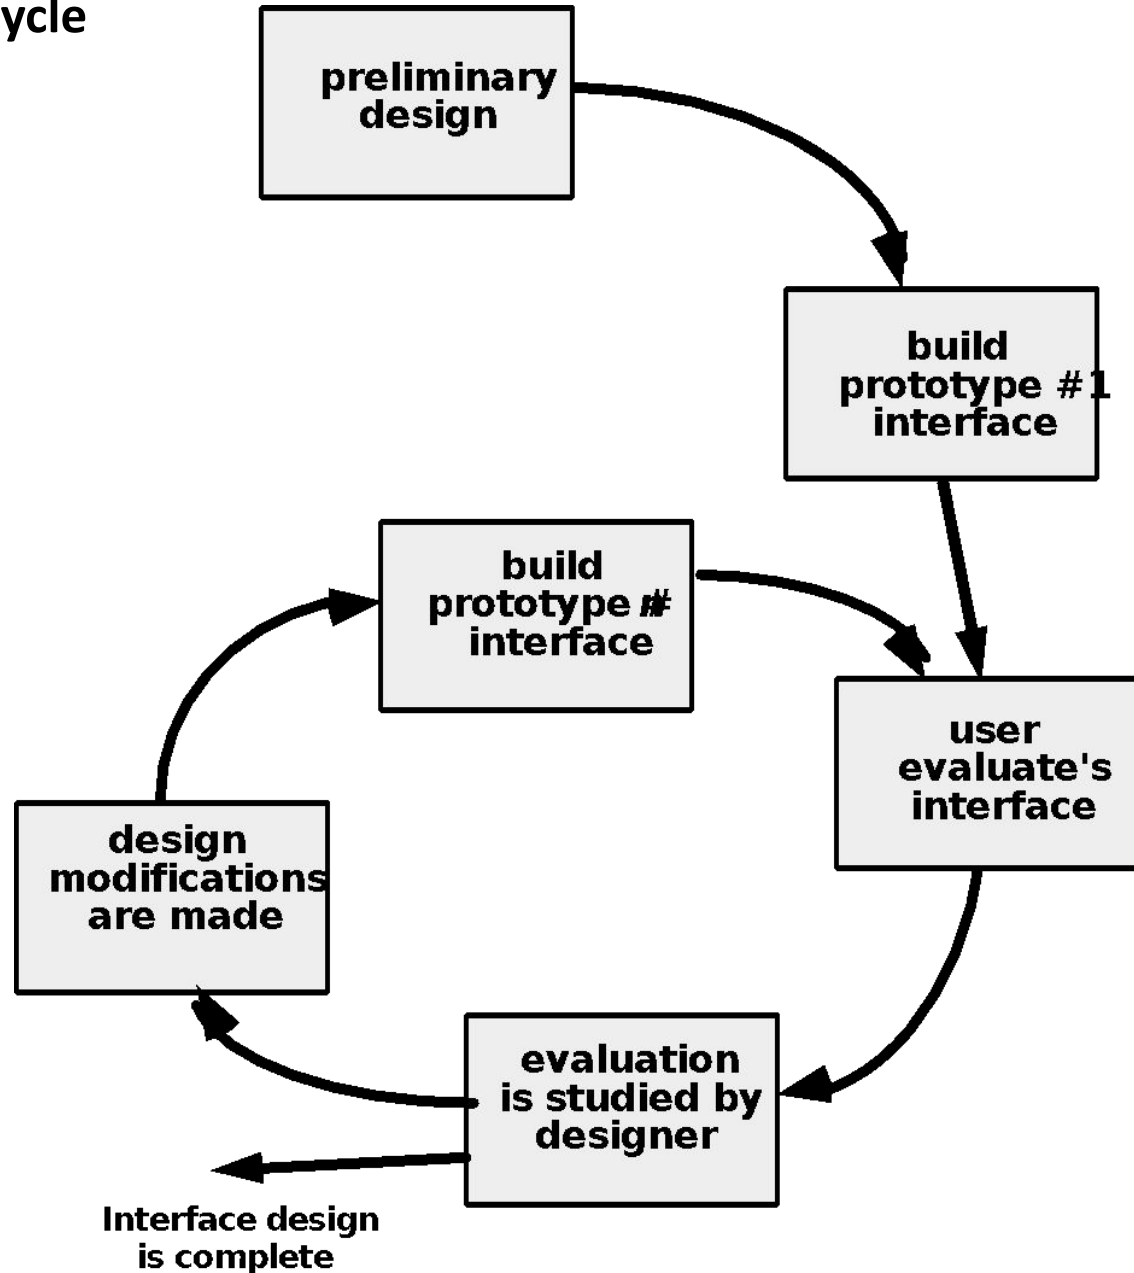 ycle
preliminary
design
build
prototype #1
interface
build
prototype #
interface
user
evaluate's
interface
design
modifications
are made
evaluation
is studied by
designer
Interface design
is complete